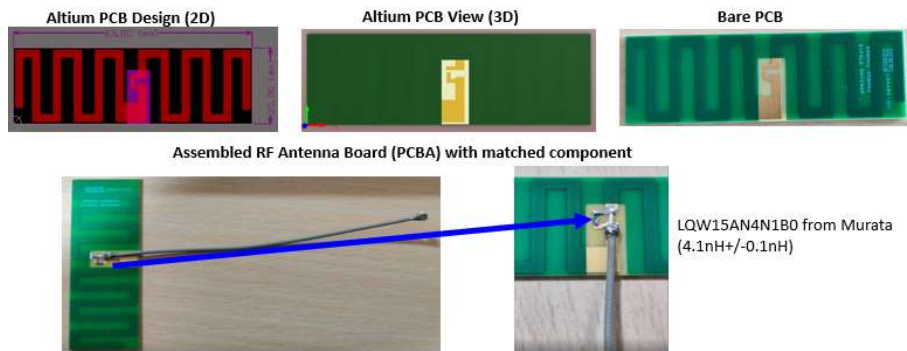 Altium PCB Design (2D)
Altium PCB View (3D)
Bare PCB
Assembled RF Antenna Board (PCBA) with matched component
LQW15AN4N1B0 from Murata
(4.1nH+/-0.1nH)